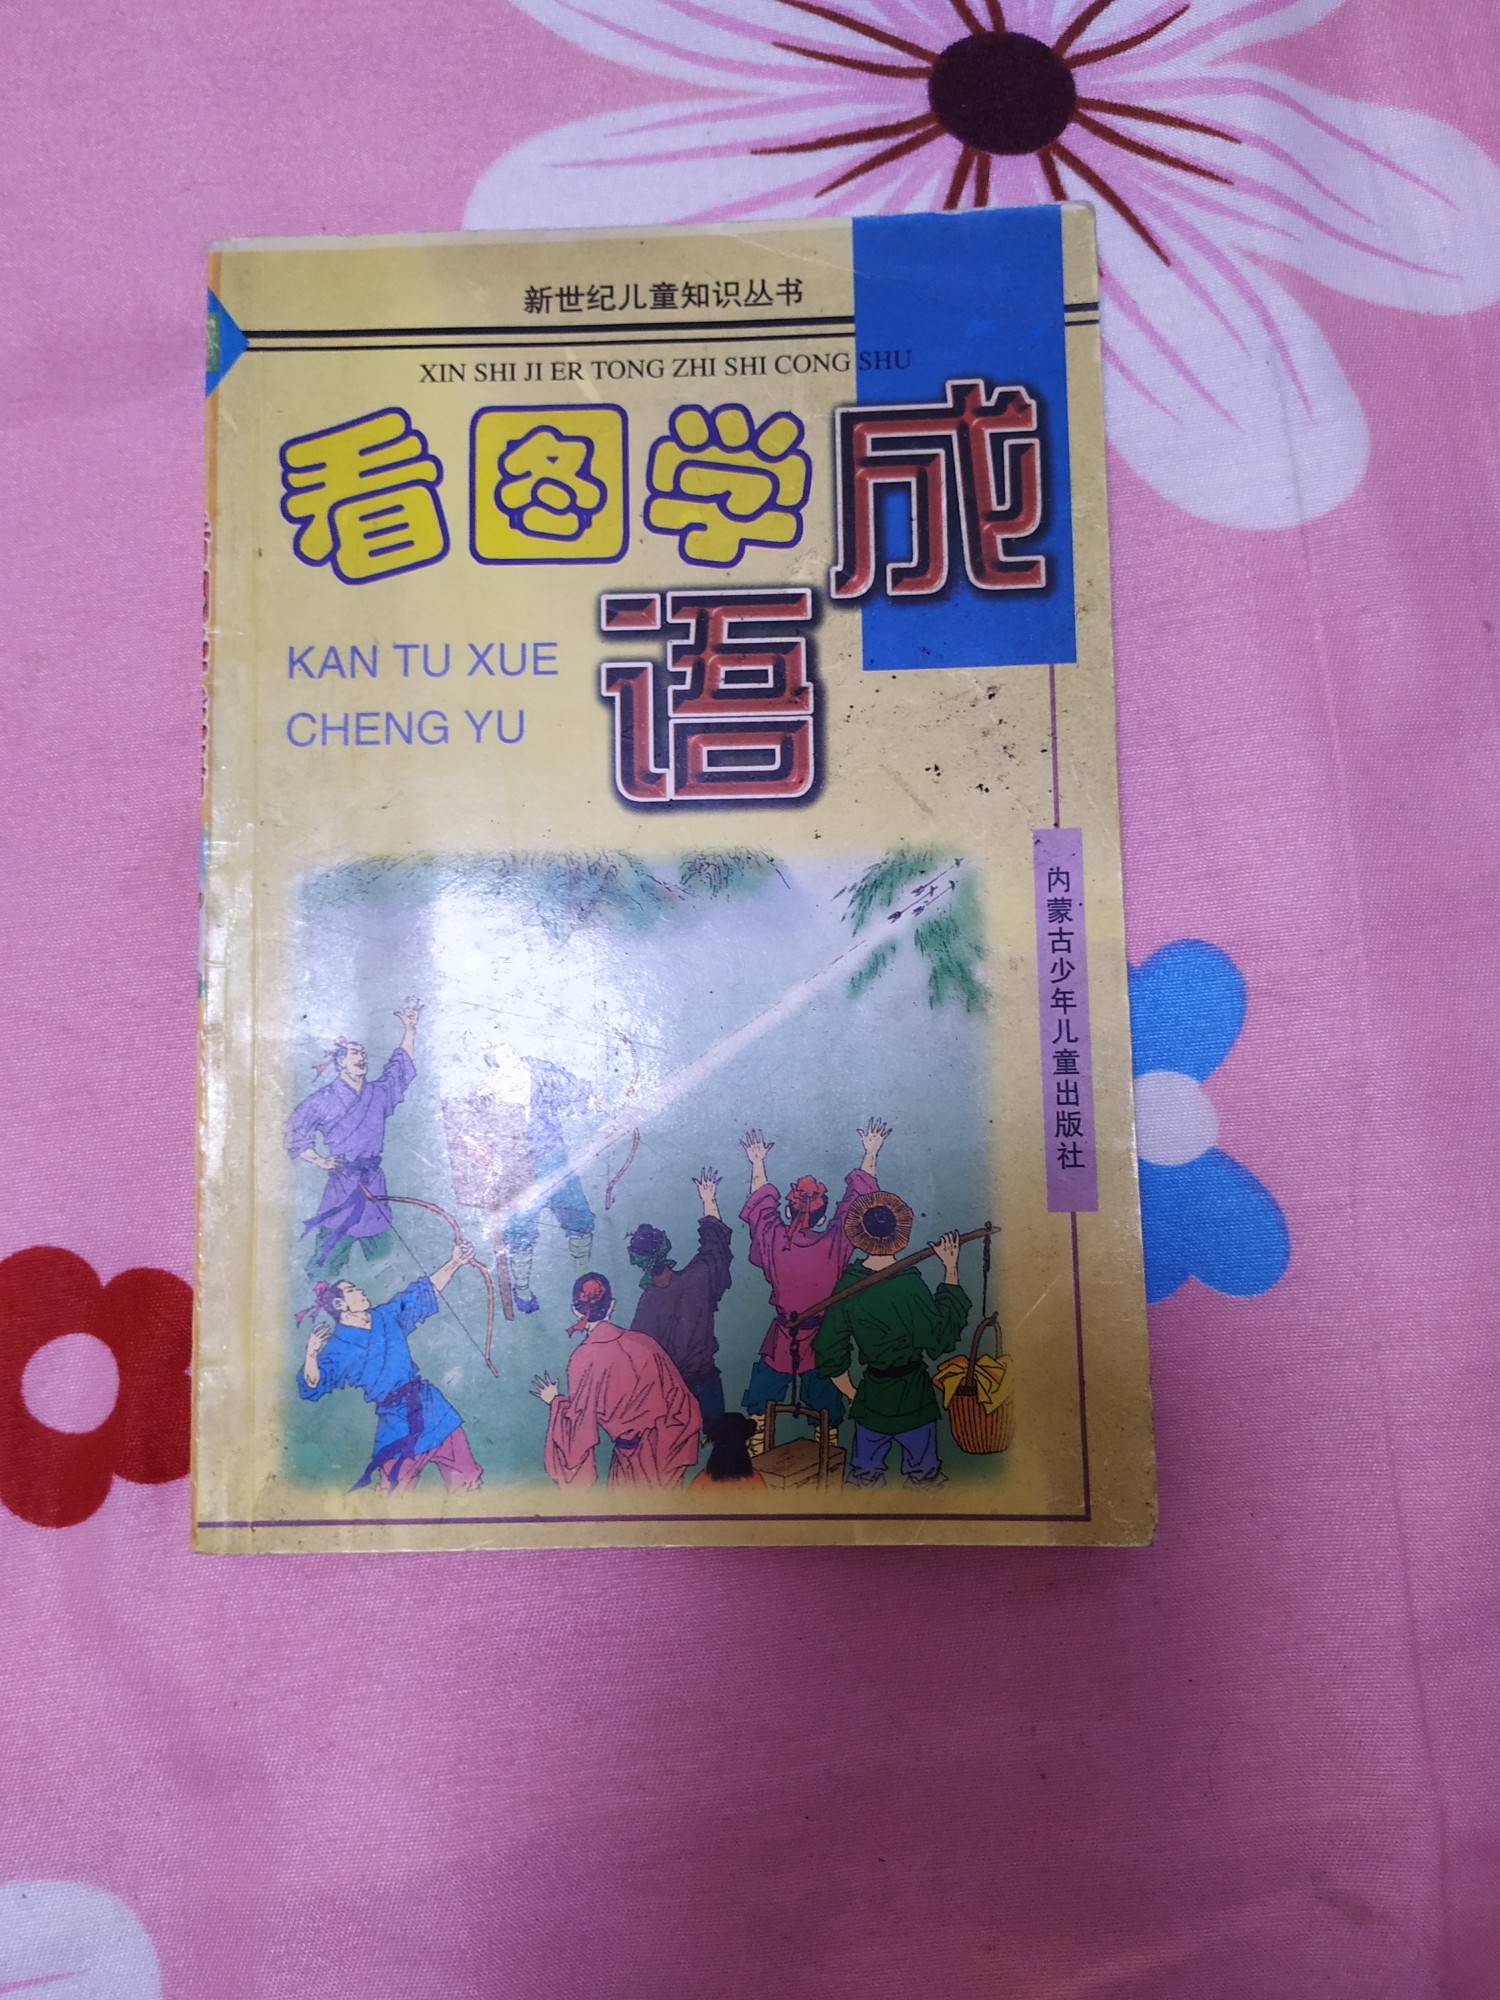 新世纪儿童知识丛书
XIN SHI JI ER TONG ZHI SHI CONG SHU
看图学成
语
KAN TU XUE
CHENG YU
内蒙古少年儿童出版社